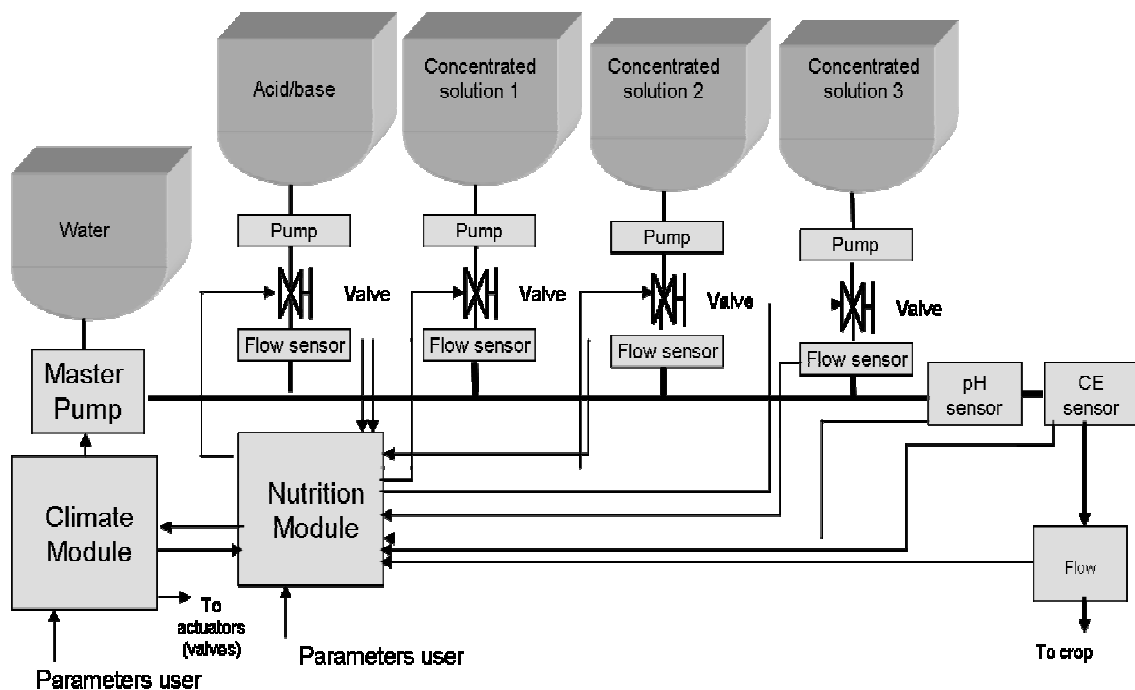 Acid/base
Concentrated
solution 1
Concentrated
solution 2
Concentrated
solution 3
Water
Pump
Pump
Pump
Pump
Valve
Valve
Valve
Valve
Flow sensor
Flow sensor
Flow sensor
Flow sensor
Master
Pump
pH
sensor
CE
sensor
Climate
Module
Nutrition
Module
Flow
To
actuators
(valves)
To crop
Parameters user
Parameters user